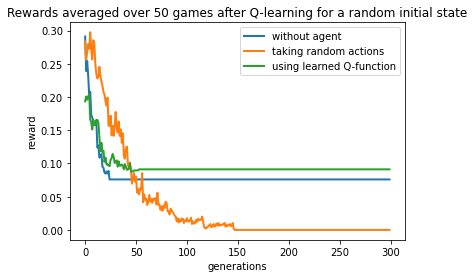 Rewards averaged over 50 games after Q-learning for a random initial state
without agent
taking random actions
using learned Q-function
reward
0.30
0.25
0.20
0.15
0.10
0.05
0.00
0 50 100 150 200 250 300
generations